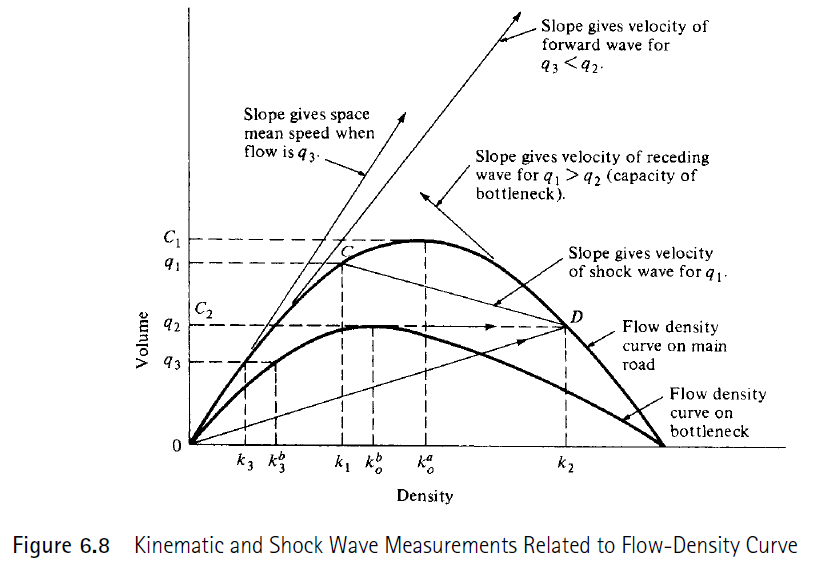 Slope gives velocity of
forward wave for
q3 < q2.
Slope gives space
mean speed when
flow is q3.
Slope gives velocity of receding
wave for q1 > q2 (capacity of
bottleneck).
C1
q1
C
Slope gives velocity
of shock wave for q1.
C2
q2
D
Flow density
curve on main
road
q3
Flow density
curve on
bottleneck
Volume
0
k3 k3b k1 kob koa k2
Density
Figure 6.8 Kinematic and Shock Wave Measurements Related to Flow-Density Curve